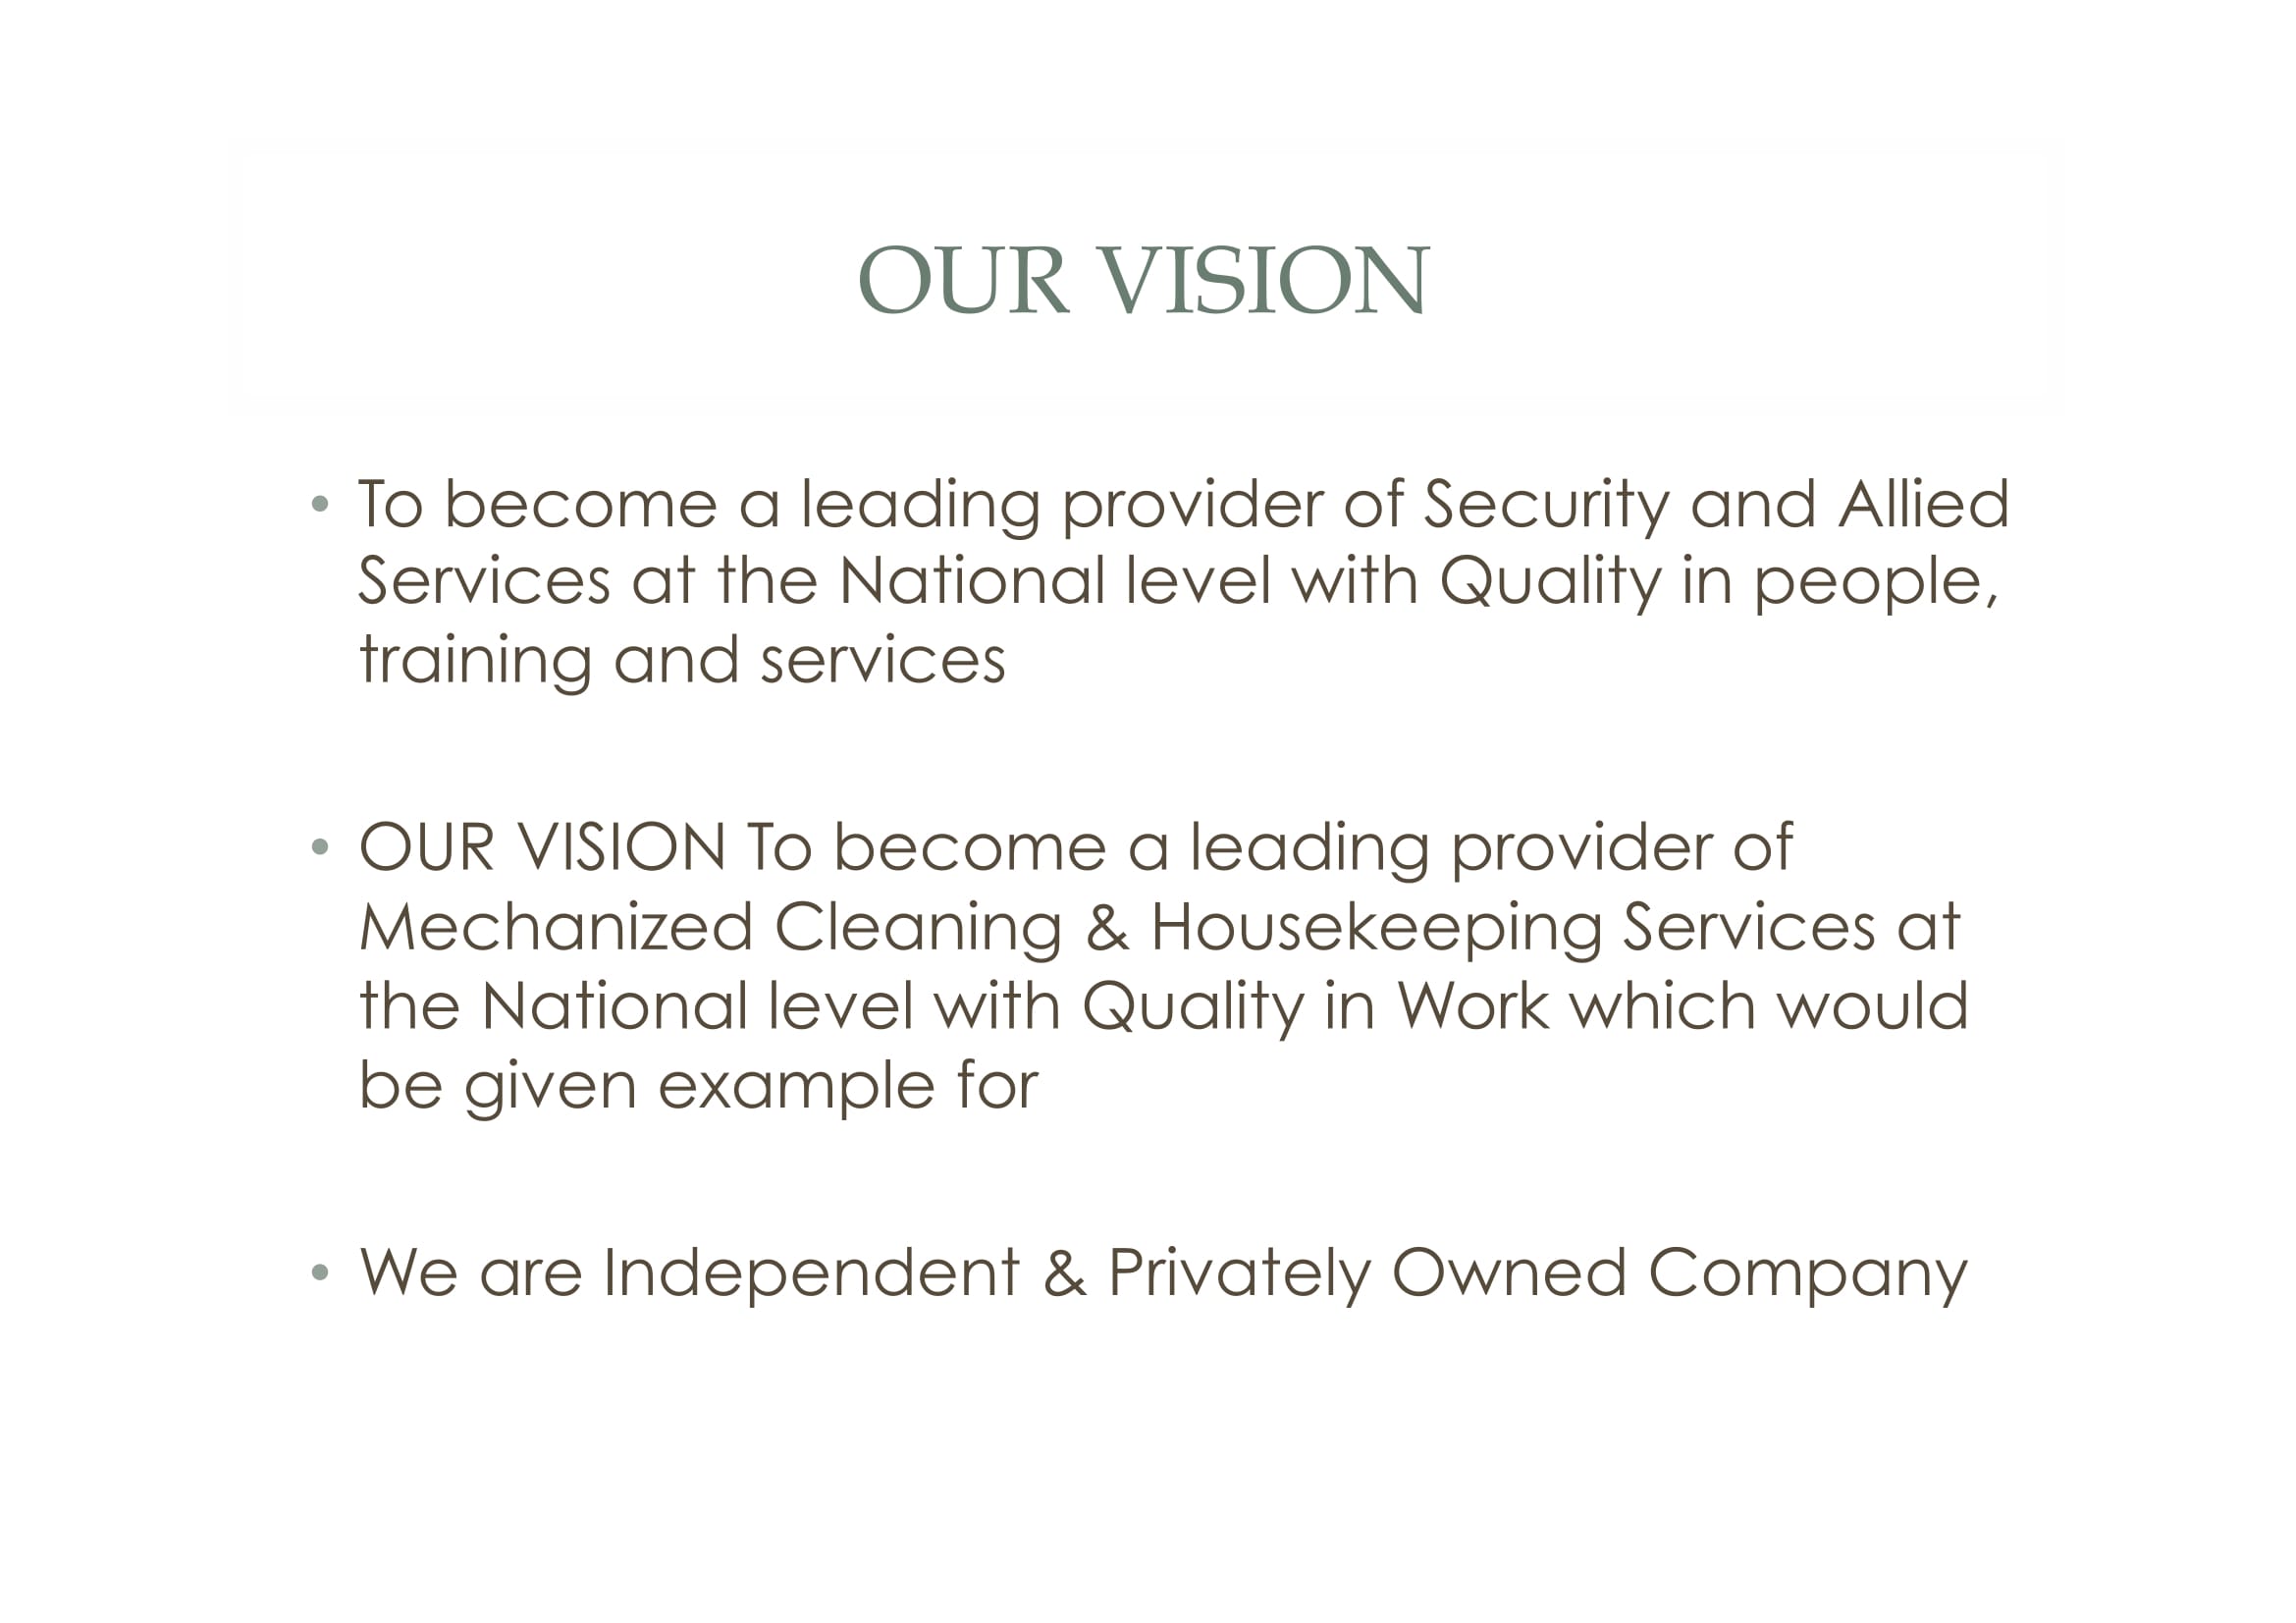 OUR VISION
• To become a leading provider of Security and Allied
Services at the National level with Quality in people,
training and services
• OUR VISION To become a leading provider of
Mechanized Cleaning & Housekeeping Services at
the National level with Quality in Work which would
be given example for
• We are Independent & Privately Owned Company